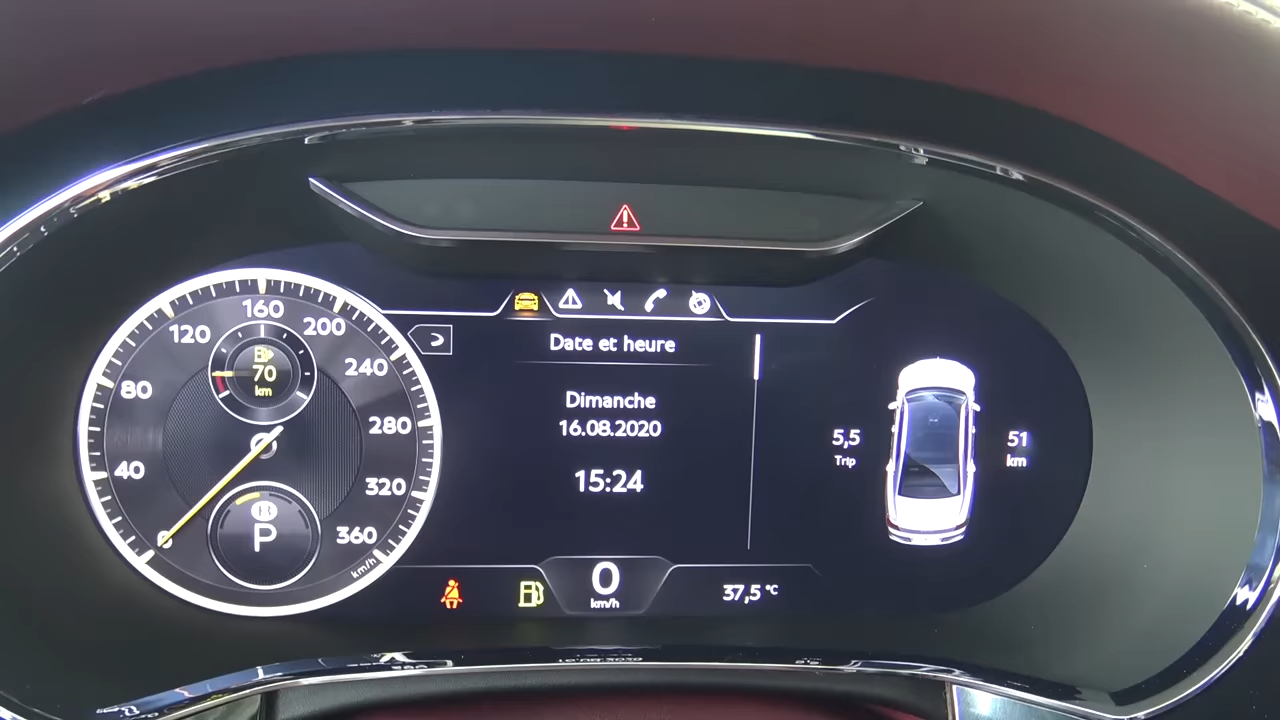 160
120
200
70
km
240
80
280
40
320
0
P
360
km/h
Date et heure
Dimanche
16.08.2020
15:24
5,5
Trip
51
km
0
km/h
37,5 °C